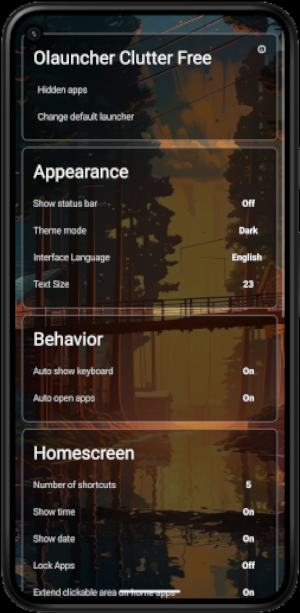 Olauncher Clutter Free
Hidden apps
Change default launcher
Appearance
Show status bar Off
Theme mode Dark
Interface Language English
Text Size 23
Behavior
Auto show keyboard On
Auto open apps On
Homescreen
Number of shortcuts 5
Show time On
Show date On
Lock Apps Off
Extend clickable area on home apps On